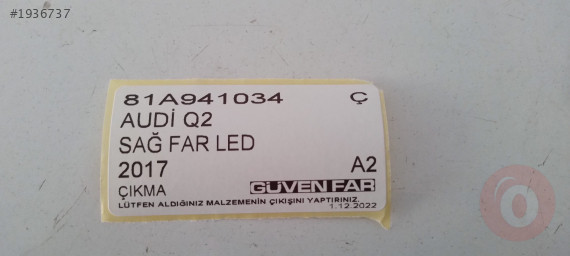 #1936737
81A941034 Ç
AUDİ Q2
SAĞ FAR LED
2017 A2
ÇIKMA GÜVEN FAR
LÜTFEN ALDIĞINIZ MALZEMENİN ÇIKIŞINI YAPTIRINIZ.
1.12.2022